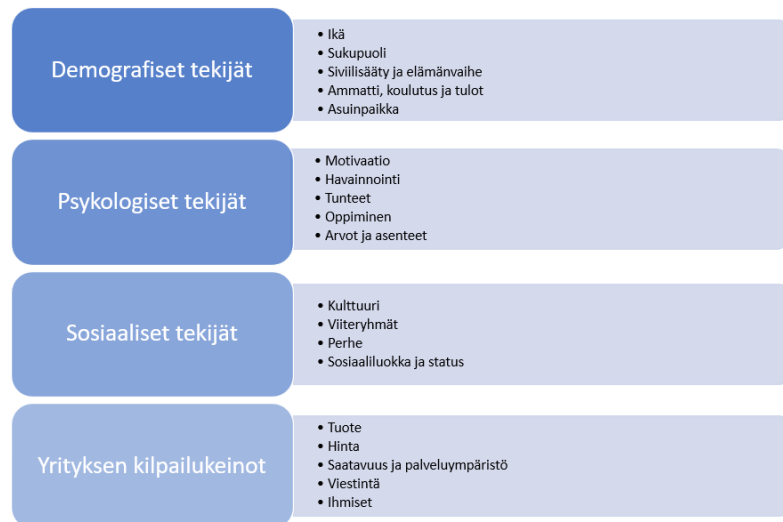 Demografiset tekijät
• Ikä
• Sukupuoli
• Siviilisääty ja elämänvaihe
• Ammatti, koulutus ja tulot
• Asuinpaikka
Psykologiset tekijät
• Motivaatio
• Havainnointi
• Tunteet
• Oppiminen
• Arvot ja asenteet
Sosiaaliset tekijät
• Kulttuuri
• Viiteryhmät
• Perhe
• Sosiaaliluokka ja status
Yrityksen kilpailukeinot
• Tuote
• Hinta
• Saatavuus ja palveluympäristö
• Viestintä
• Ihmiset